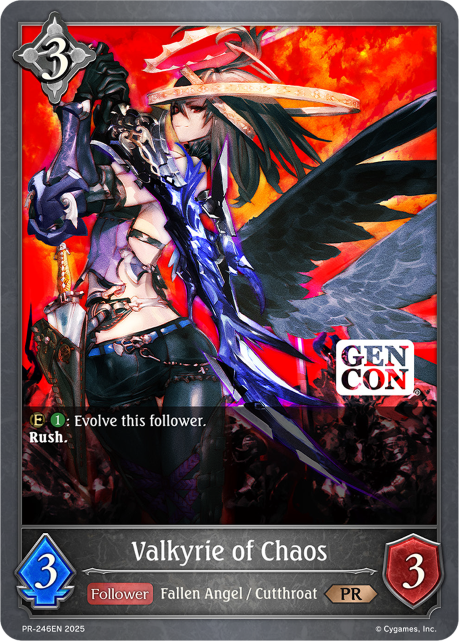 3
GEN
CON
®
E 1: Evolve this follower.
Rush.
Valkyrie of Chaos
3
Follower Fallen Angel / Cutthroat PR
3
PR-246EN 2025 © Cygames, Inc.